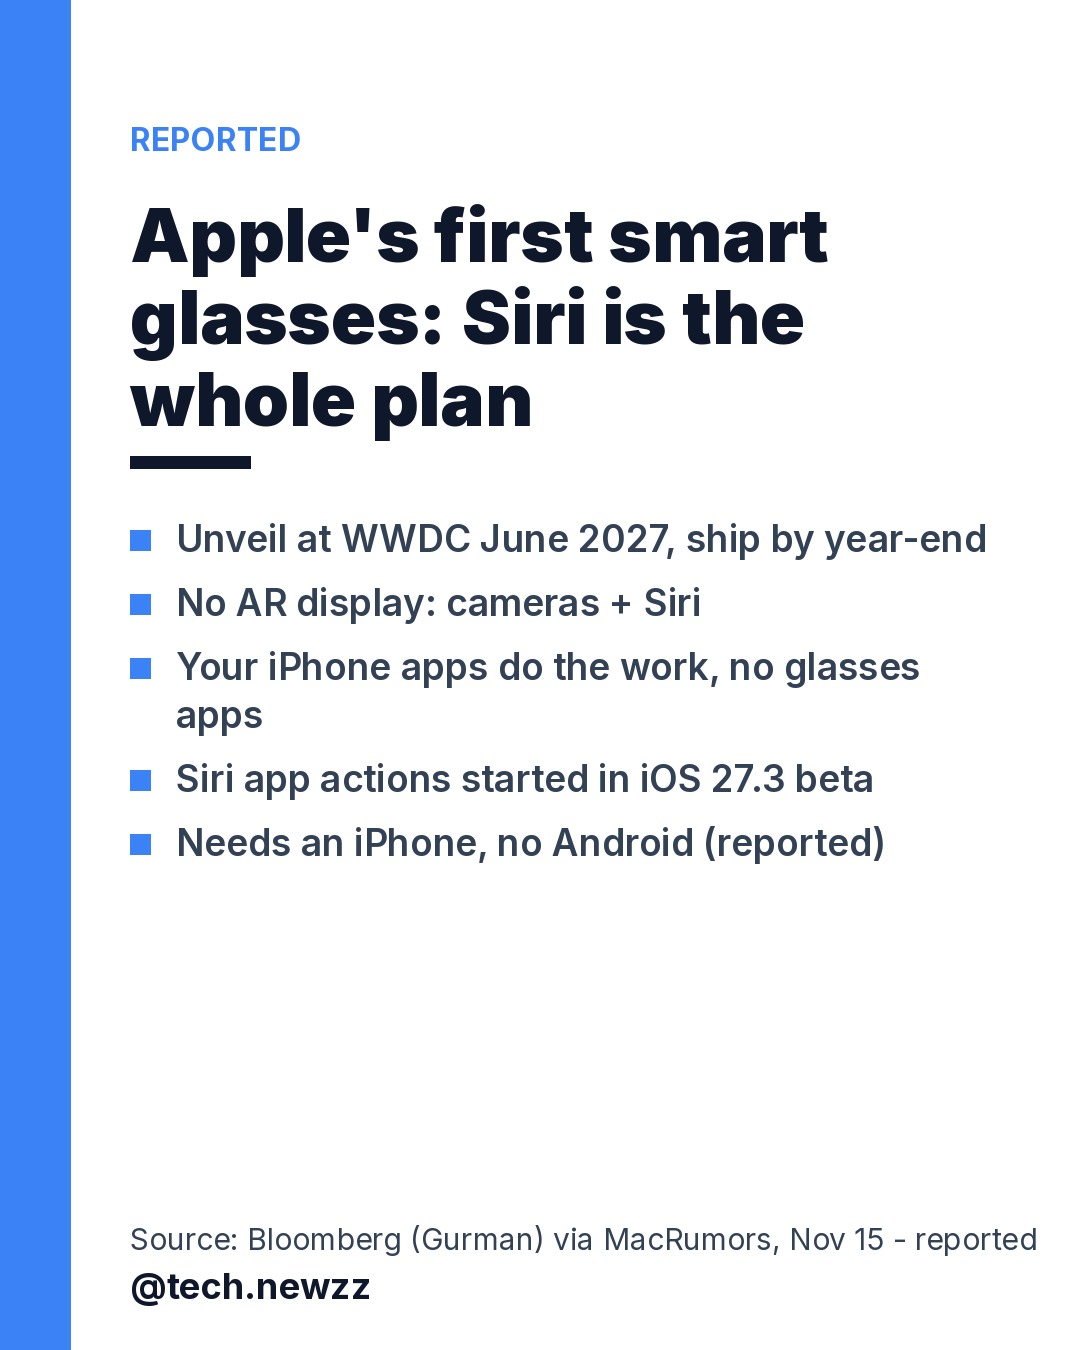 REPORTED
Apple's first smart
glasses: Siri is the
whole plan
Unveil at WWDC June 2027, ship by year-end
No AR display: cameras + Siri
Your iPhone apps do the work, no glasses
apps
Siri app actions started in iOS 27.3 beta
Needs an iPhone, no Android (reported)
Source: Bloomberg (Gurman) via MacRumors, Nov 15 - reported
@tech.newzz